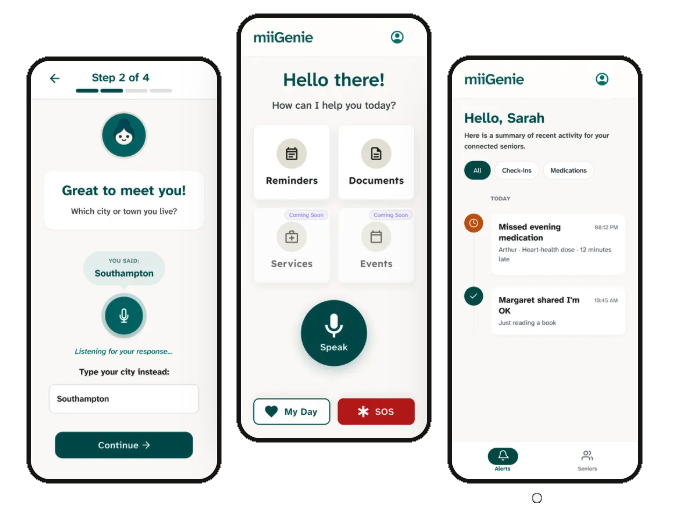 Step 2 of 4
Great to meet you!
Which city or town you live?
YOU SAID:
Southampton
Listening for your response...
Type your city instead:
Southampton
Continue →
miiGenie
Hello there!
How can I help you today?
Reminders
Documents
Coming Soon
Services
Coming Soon
Events
Speak
My Day
SOS
miiGenie
Hello, Sarah
Here is a summary of recent activity for your
connected seniors.
All
Check-ins
Medications
TODAY
Missed evening
medication
08:12 PM
Arthur · Heart-health dose · 12 minutes
late
Margaret shared I'm
OK
10:45 AM
Just reading a book
Alerts
Seniors